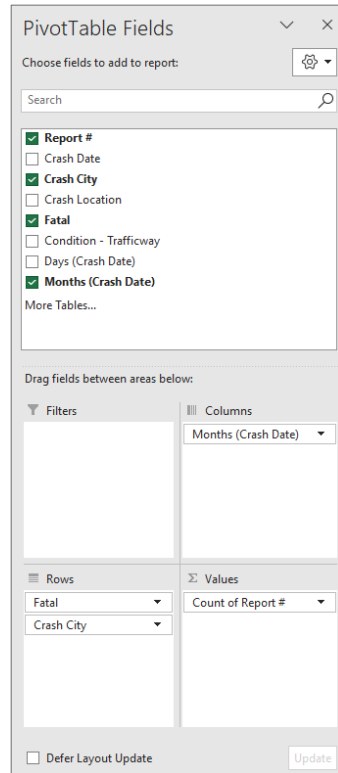 PivotTable Fields
Choose fields to add to report:
Search
Report #
Crash Date
Crash City
Crash Location
Fatal
Condition - Trafficway
Days (Crash Date)
Months (Crash Date)
More Tables...
Drag fields between areas below:
Filters
Columns
Months (Crash Date)
Rows
Fatal
Crash City
Σ Values
Count of Report #
Defer Layout Update
Update